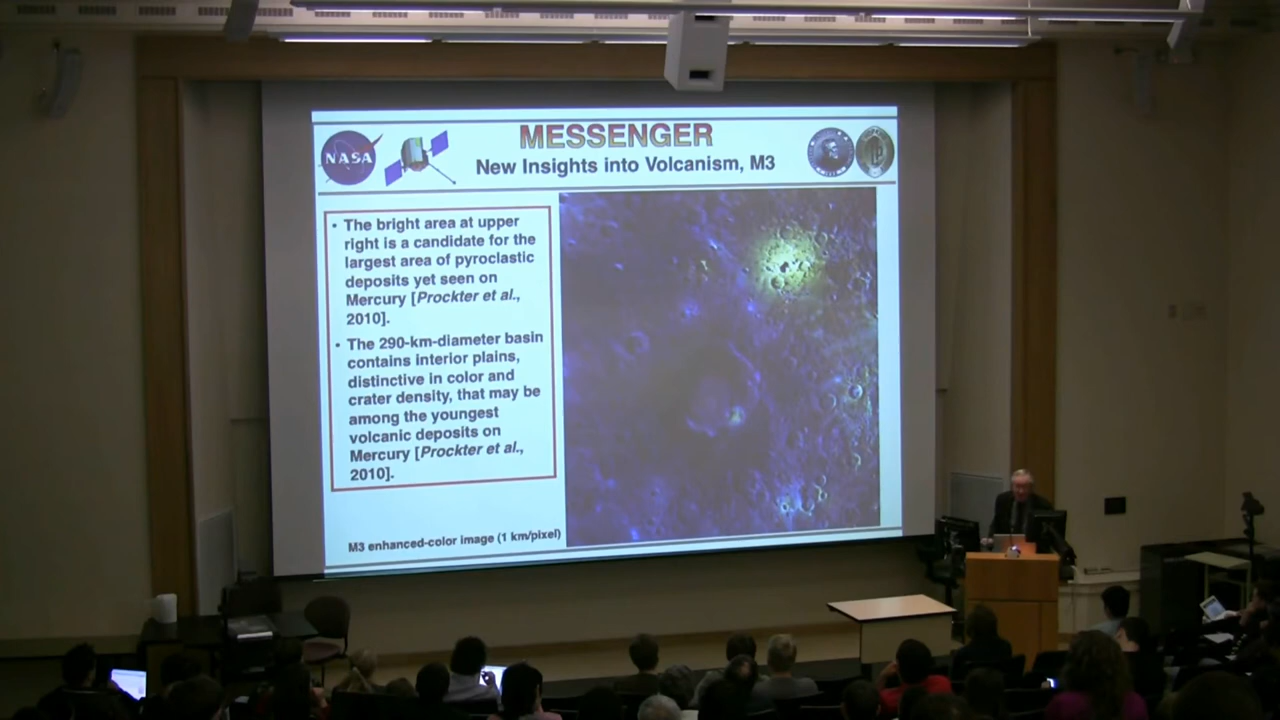 MESSENGER
NASA
New Insights into Volcanism, M3
• The bright area at upper
right is a candidate for the
largest area of pyroclastic
deposits yet seen on
Mercury [Prockter et al.,
2010].
• The 290-km-diameter basin
contains interior plains,
distinctive in color and
crater density, that may be
among the youngest
volcanic deposits on
Mercury [Prockter et al.,
2010].
M3 enhanced-color image (1 km/pixel)